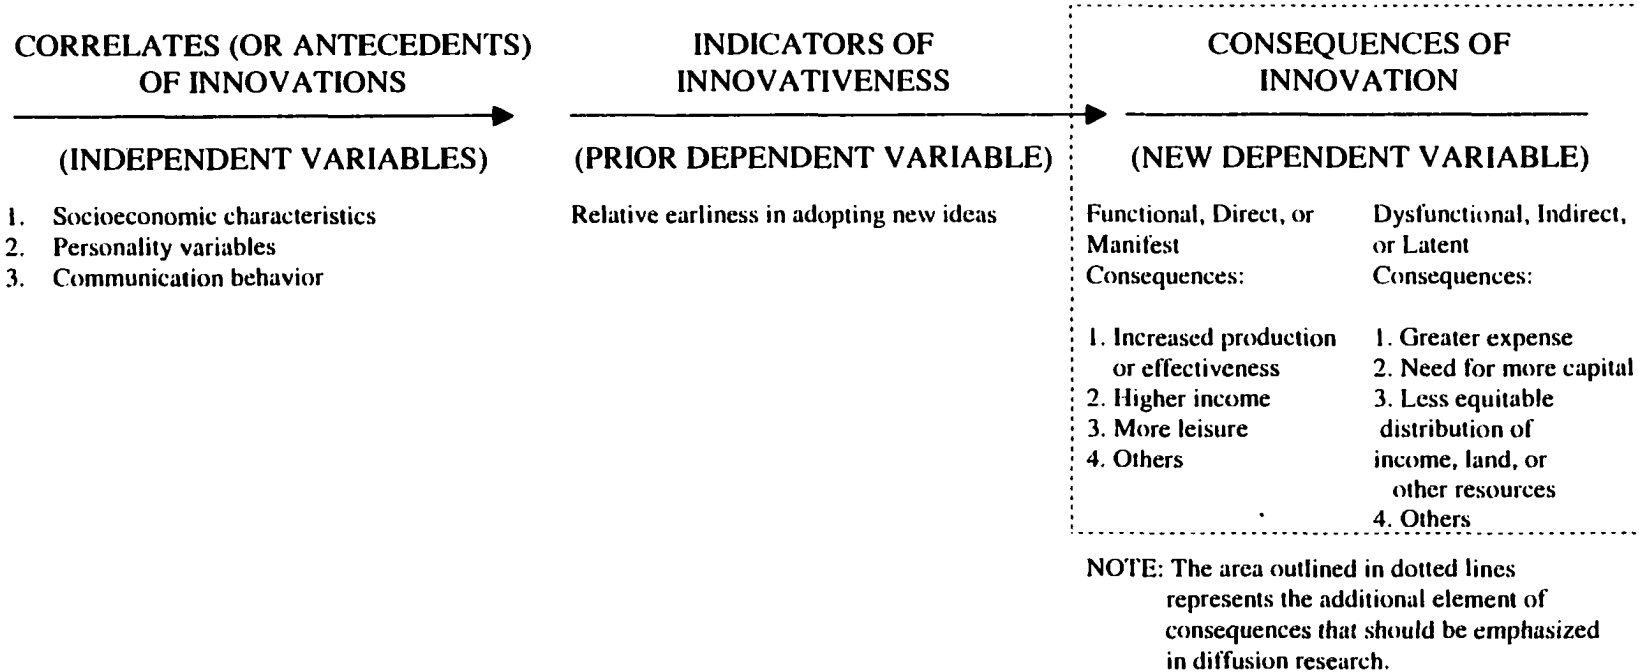 CORRELATES (OR ANTECEDENTS)
OF INNOVATIONS
(INDEPENDENT VARIABLES)
1. Socioeconomic characteristics
2. Personality variables
3. Communication behavior
INDICATORS OF
INNOVATIVENESS
(PRIOR DEPENDENT VARIABLE)
Relative earliness in adopting new ideas
CONSEQUENCES OF
INNOVATION
(NEW DEPENDENT VARIABLE)
Functional, Direct, or
Manifest
Consequences:
1. Increased production
or effectiveness
2. Higher income
3. More leisure
4. Others
Dysfunctional, Indirect,
or Latent
Consequences:
1. Greater expense
2. Need for more capital
3. Less equitable
distribution of
income, land, or
other resources
4. Others
NOTE: The area outlined in dotted lines
represents the additional element of
consequences that should be emphasized
in diffusion research.